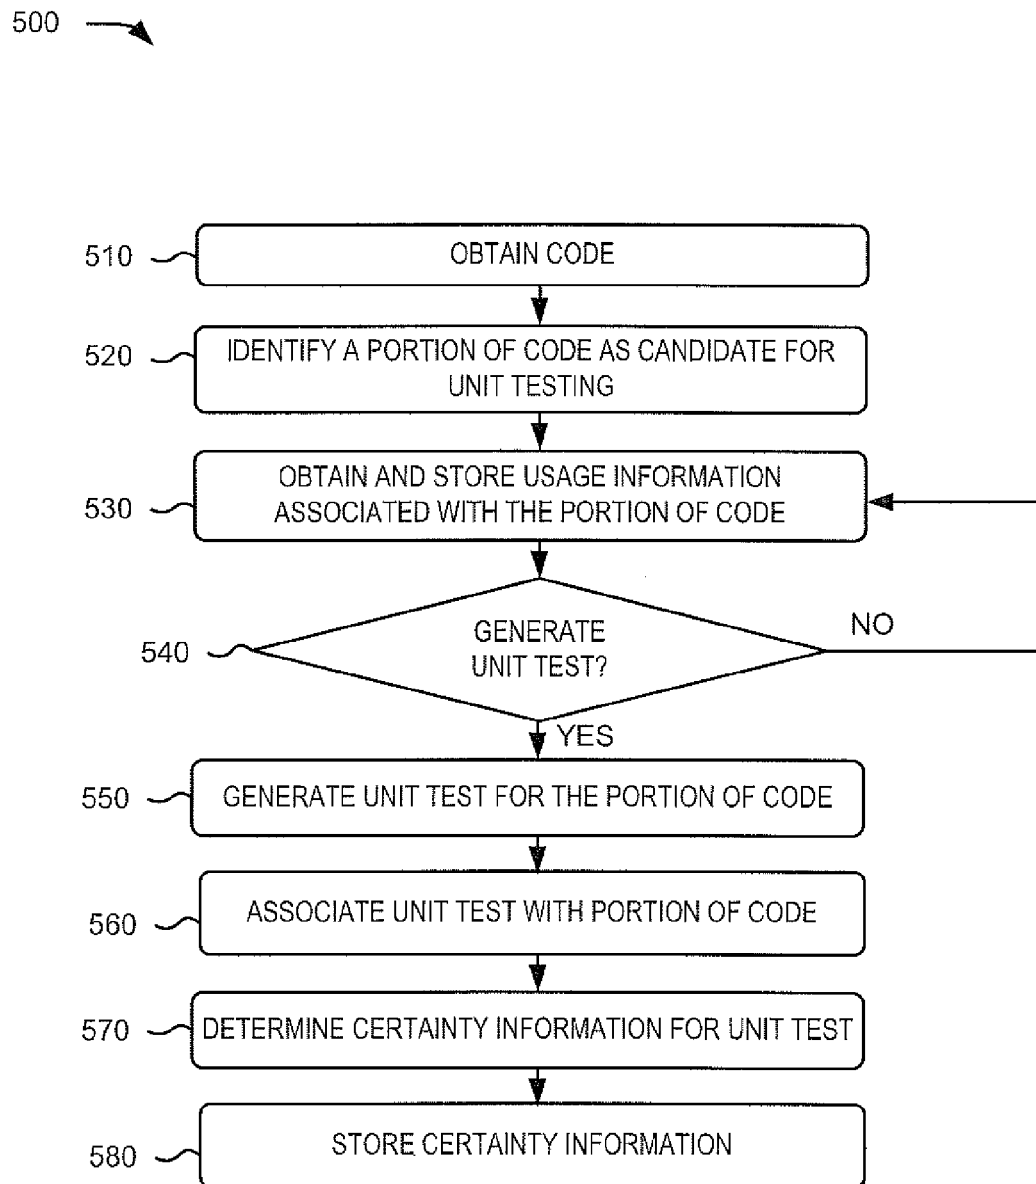 500
510
OBTAIN CODE
520
IDENTIFY A PORTION OF CODE AS CANDIDATE FOR
UNIT TESTING
530
OBTAIN AND STORE USAGE INFORMATION
ASSOCIATED WITH THE PORTION OF CODE
540
GENERATE
UNIT TEST?
NO
YES
550
GENERATE UNIT TEST FOR THE PORTION OF CODE
560
ASSOCIATE UNIT TEST WITH PORTION OF CODE
570
DETERMINE CERTAINTY INFORMATION FOR UNIT TEST
580
STORE CERTAINTY INFORMATION